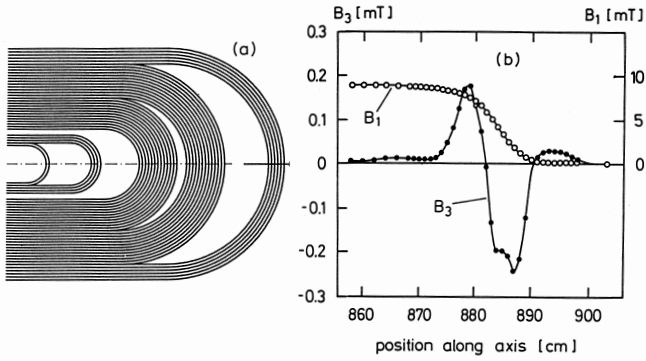 B₃ [mT]
B₁ [mT]
(a)
(b)
0.3
0.2
0.1
0
-0.1
-0.2
-0.3
10
5
0
B₁
B₃
860 870 880 890 900
position along axis [cm]